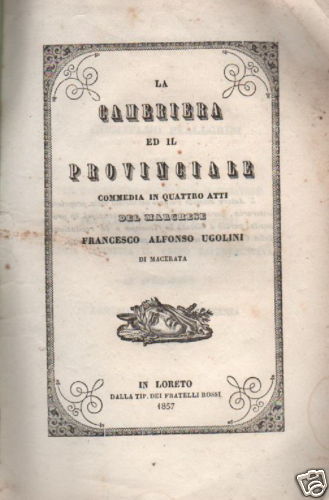 LA
CAMERIERA
ED IL
PROVINCIALE
COMMEDIA IN QUATTRO ATTI
DEL MARCHESE
FRANCESCO ALFONSO UGOLINI
DI MACERATA
IN LORETO
DALLA TIP. DEI FRATELLI ROSSI
1857